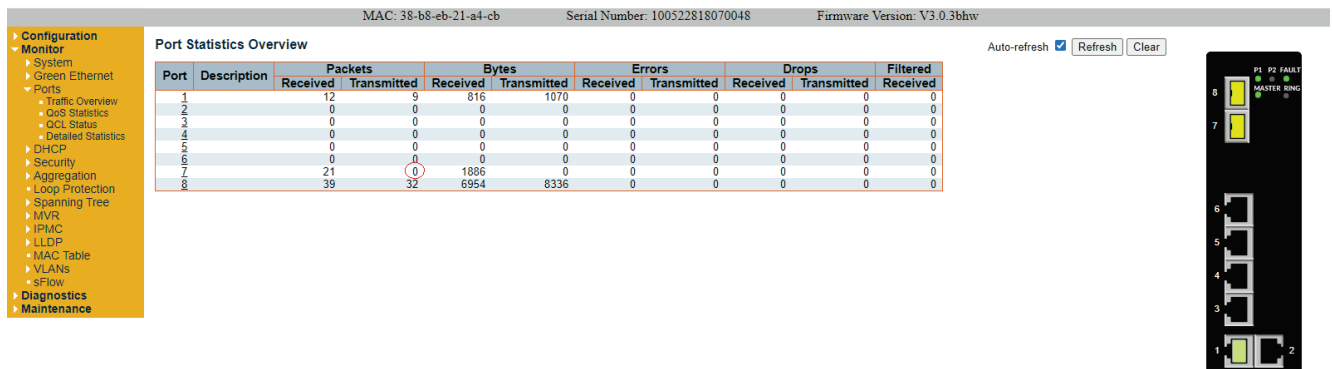 MAC: 38-b8-eb-21-a4-cb Serial Number: 100522818070048 Firmware Version: V3.0.3bhw
Configuration
Monitor
System
Green Ethernet
Ports
Traffic Overview
QoS Statistics
QCL Status
Detailed Statistics
DHCP
Security
Aggregation
Loop Protection
Spanning Tree
MVR
IPMC
LLDP
MAC Table
VLANs
sFlow
Diagnostics
Maintenance
Port Statistics Overview
Auto-refresh Refresh Clear
Port Description Packets Bytes Errors Drops Filtered
Received Transmitted Received Transmitted Received Transmitted Received Transmitted Received
1 12 9 816 1070 0 0 0 0 0
2 0 0 0 0 0 0 0 0 0
3 0 0 0 0 0 0 0 0 0
4 0 0 0 0 0 0 0 0 0
5 0 0 0 0 0 0 0 0 0
6 0 0 0 0 0 0 0 0 0
7 21 0 1886 0 0 0 0 0 0
8 39 32 6954 8336 0 0 0 0 0
P1 P2 FAULT
MASTER RING
8
7
6
5
4
3
1 2